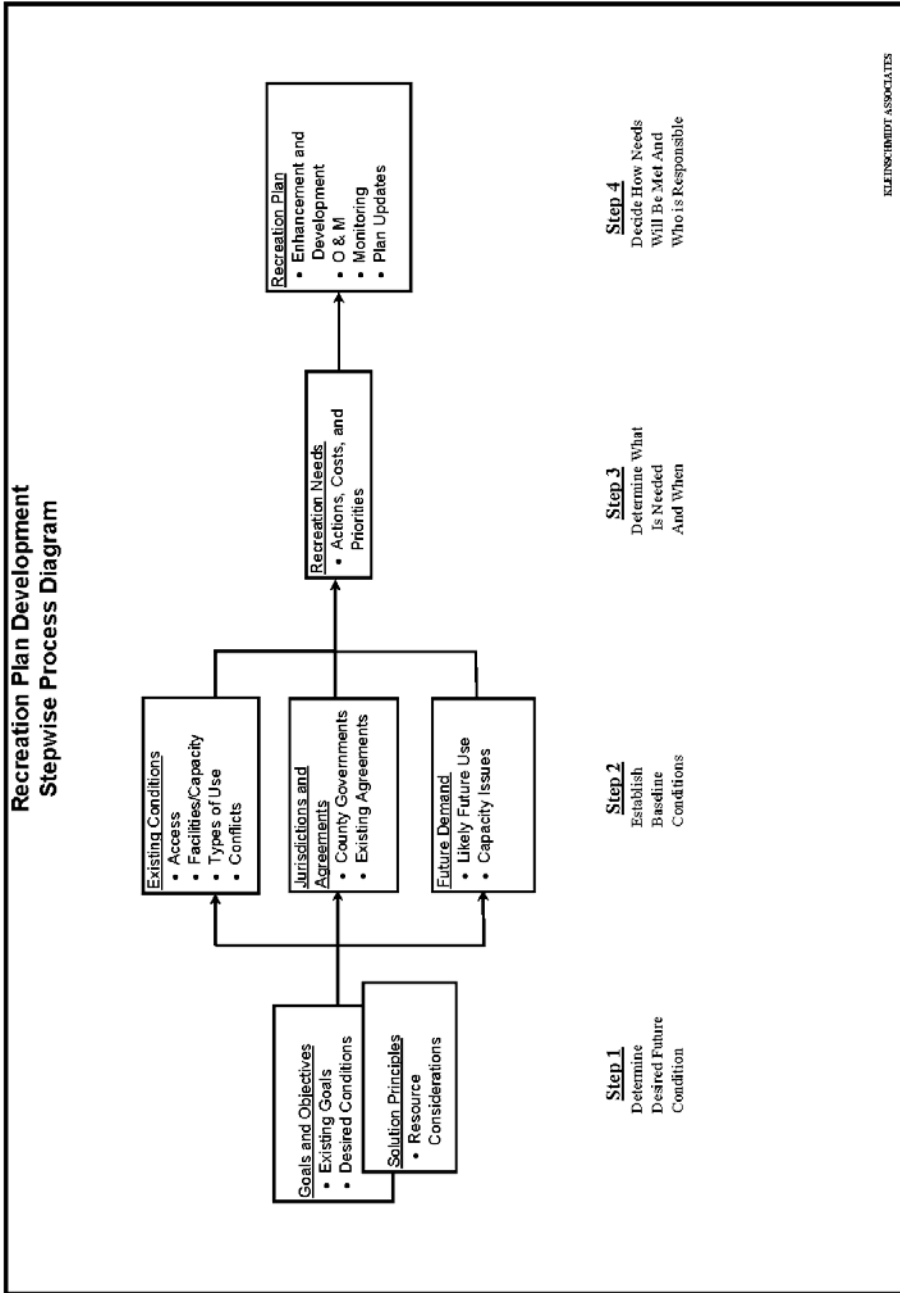 Recreation Plan Development
Stepwise Process Diagram
Goals and Objectives
• Existing Goals
• Desired Conditions
Solution Principles
• Resource
Considerations
Existing Conditions
• Access
• Facilities/Capacity
• Types of Use
• Conflicts
Jurisdictions and
Agreements
• County Governments
• Existing Agreements
Future Demand
• Likely Future Use
• Capacity Issues
Recreation Needs
• Actions, Costs, and
Priorities
Recreation Plan
• Enhancement and
Development
• O & M
• Monitoring
• Plan Updates
Step 1
Determine
Desired Future
Condition
Step 2
Establish
Baseline
Conditions
Step 3
Determine What
Is Needed
And When
Step 4
Decide How Needs
Will Be Met And
Who is Responsible
KLEINSCHMIDT ASSOCIATES